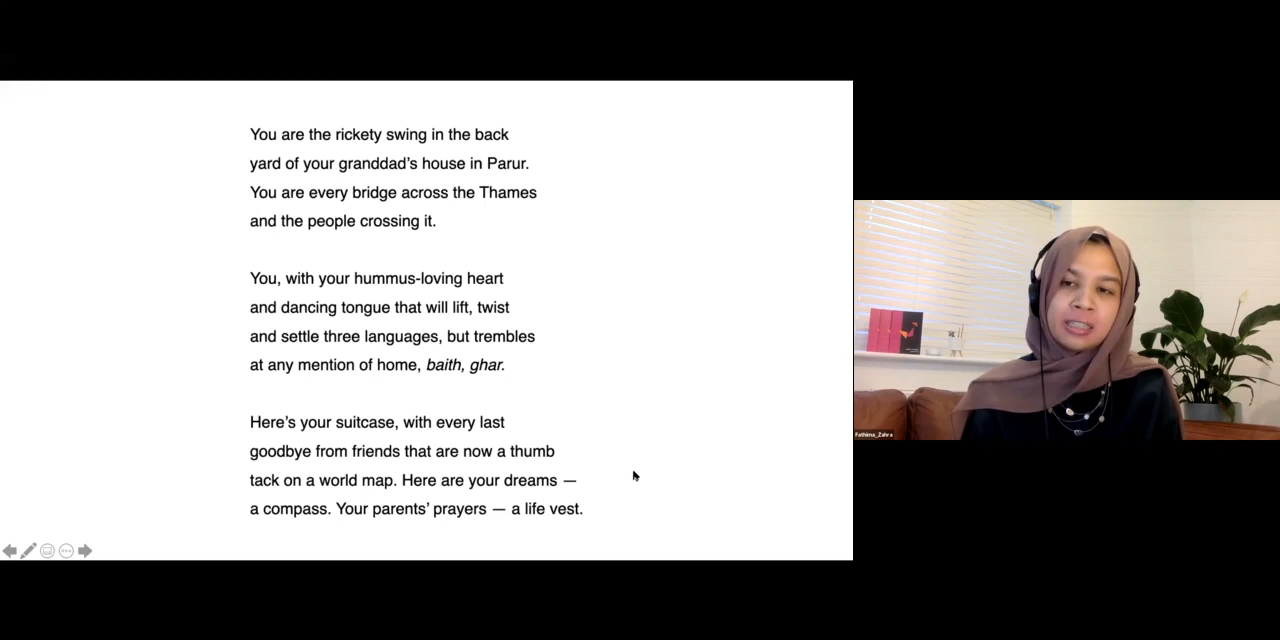 You are the rickety swing in the back
yard of your granddad’s house in Parur.
You are every bridge across the Thames
and the people crossing it.
You, with your hummus-loving heart
and dancing tongue that will lift, twist
and settle three languages, but trembles
at any mention of home, baith, ghar.
Here’s your suitcase, with every last
goodbye from friends that are now a thumb
tack on a world map. Here are your dreams —
a compass. Your parents’ prayers — a life vest.
Fathima_Zahra